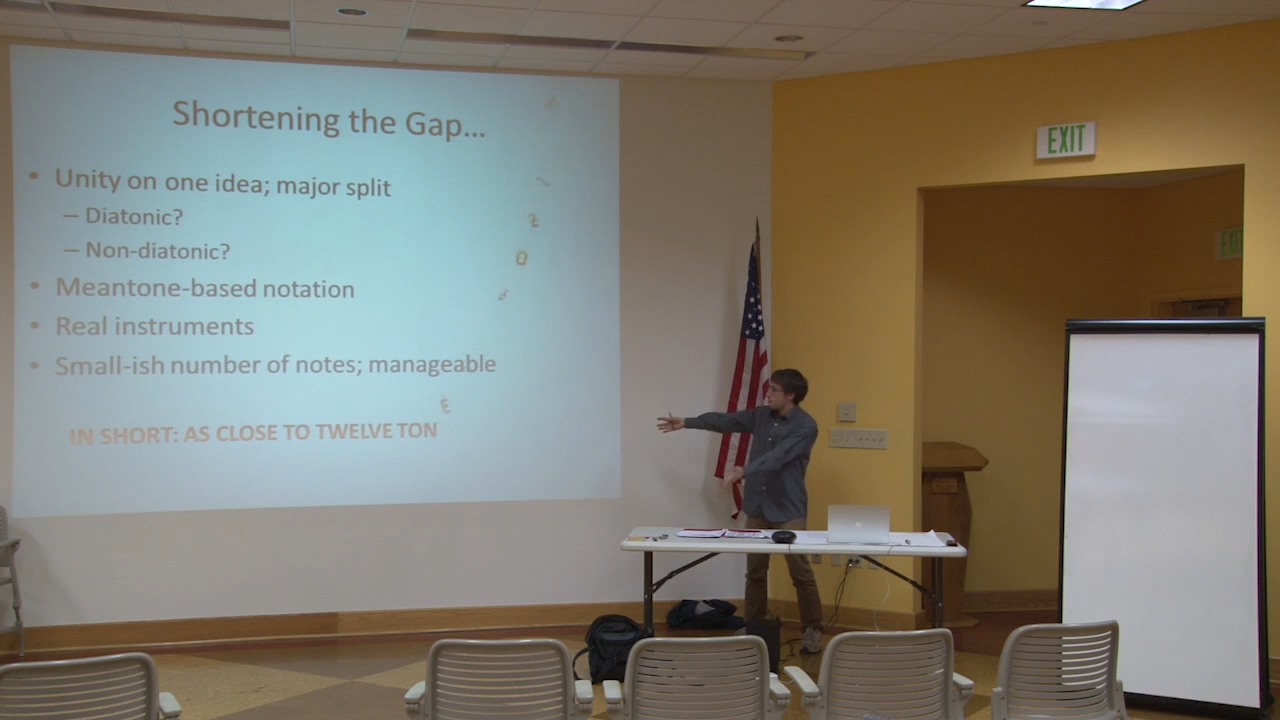 Shortening the Gap...
• Unity on one idea; major split
– Diatonic?
– Non-diatonic?
• Meantone-based notation
• Real instruments
• Small-ish number of notes; manageable
IN SHORT: AS CLOSE TO TWELVE TON
EXIT
EXIT